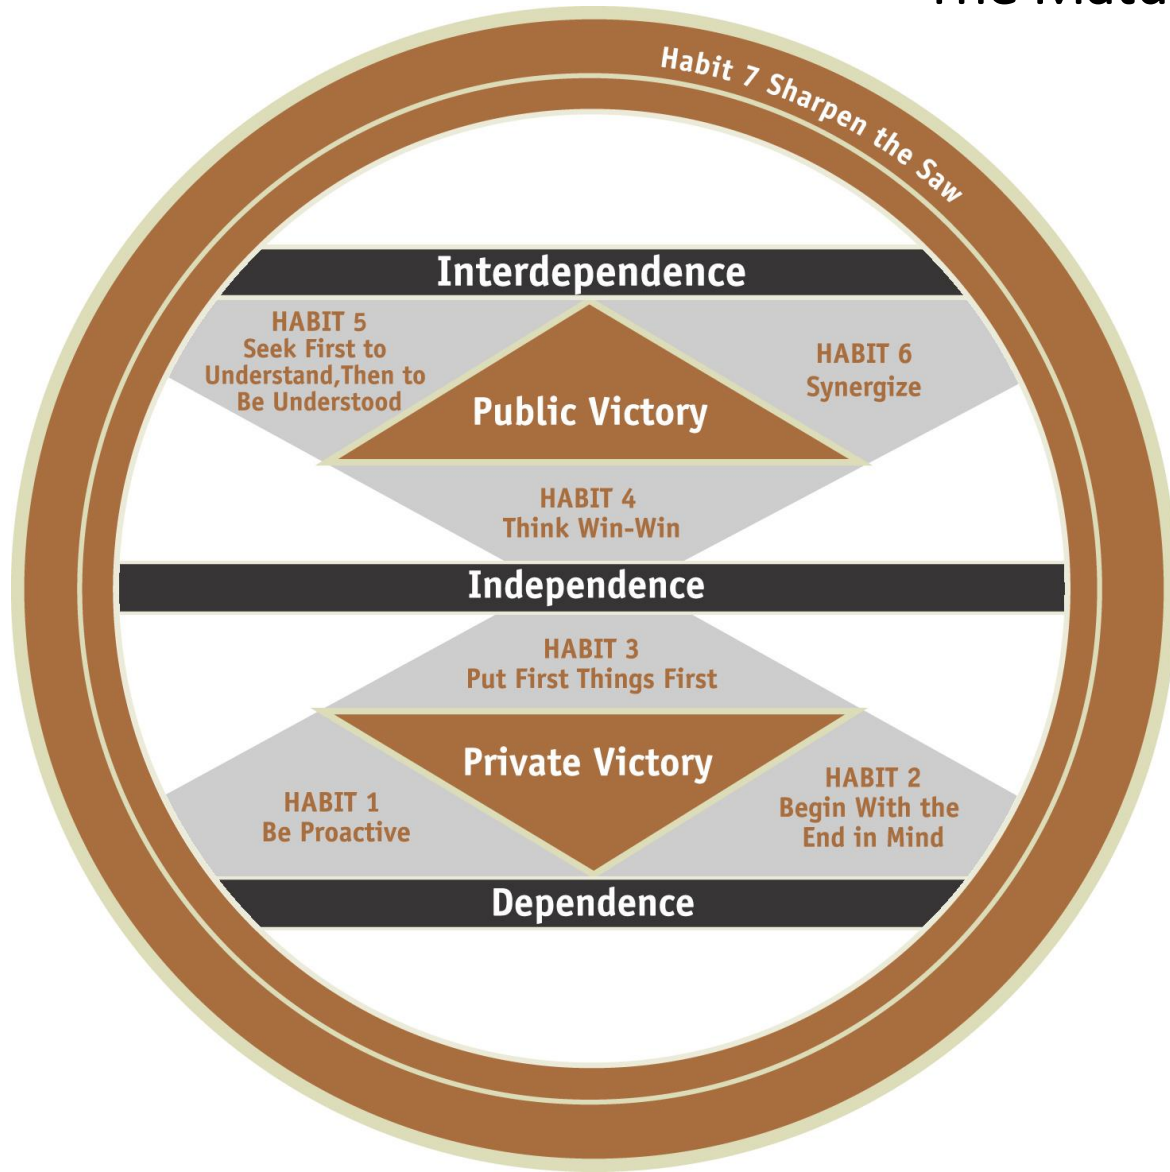 The Matu
Habit 7 Sharpen the Saw
Interdependence
HABIT 5
Seek First to
Understand,Then to
Be Understood
HABIT 6
Synergize
Public Victory
HABIT 4
Think Win-Win
Independence
HABIT 3
Put First Things First
Private Victory
HABIT 1
Be Proactive
HABIT 2
Begin With the
End in Mind
Dependence